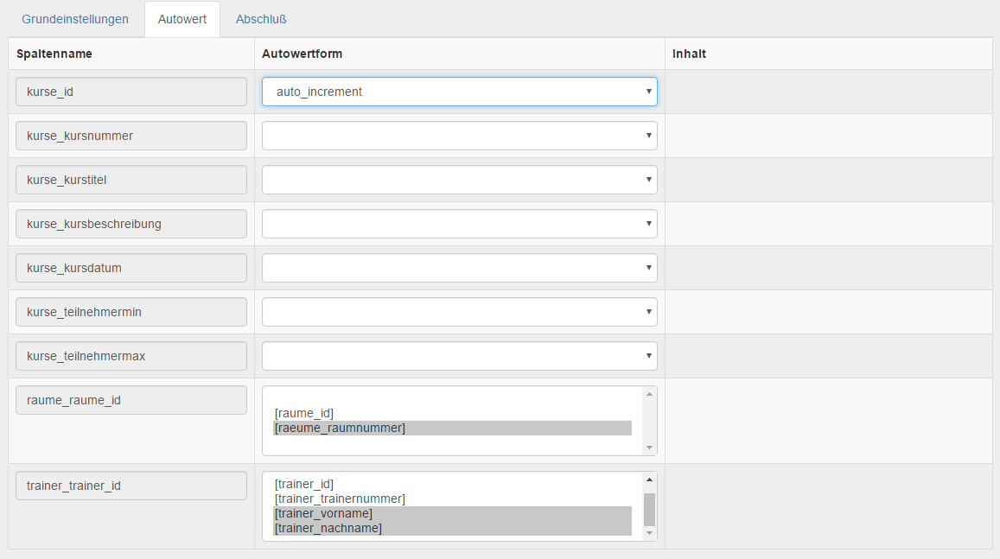 Grundeinstellungen Autowert Abschluß
Spaltenname Autowertform Inhalt
kurse_id auto_increment
kurse_kursnummer
kurse_kurstitel
kurse_kursbeschreibung
kurse_kursdatum
kurse_teilnehmermin
kurse_teilnehmermax
raume_raume_id
[raume_id]
[raeume_raumnummer]
trainer_trainer_id
[trainer_id]
[trainer_trainernummer]
[trainer_vorname]
[trainer_nachname]